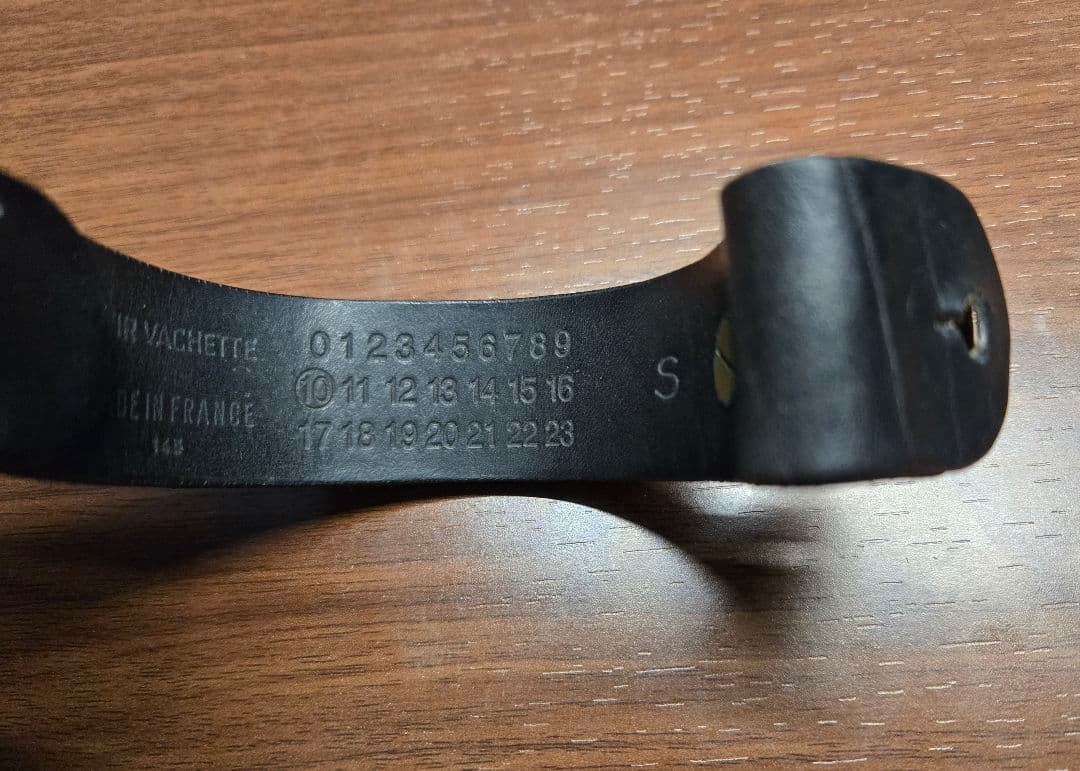 IR VACHETTE
DE IN FRANCE
148
0123456789
10 11 12 13 14 15 16
17 18 19 20 21 22 23
S